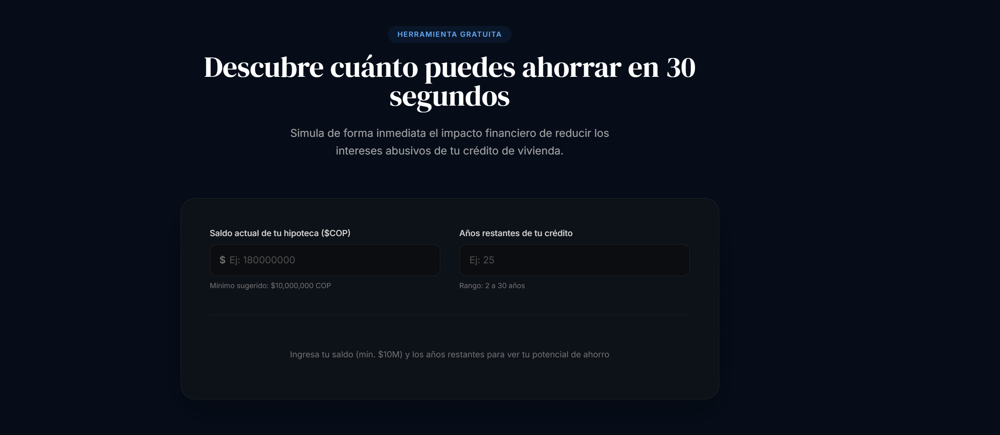 HERRAMIENTA GRATUITA
Descubre cuánto puedes ahorrar en 30
segundos
Simula de forma inmediata el impacto financiero de reducir los
intereses abusivos de tu crédito de vivienda.
Saldo actual de tu hipoteca ($COP)
$ Ej: 180000000
Mínimo sugerido: $10,000,000 COP
Años restantes de tu crédito
Ej: 25
Rango: 2 a 30 años
Ingresa tu saldo (mín. $10M) y los años restantes para ver tu potencial de ahorro